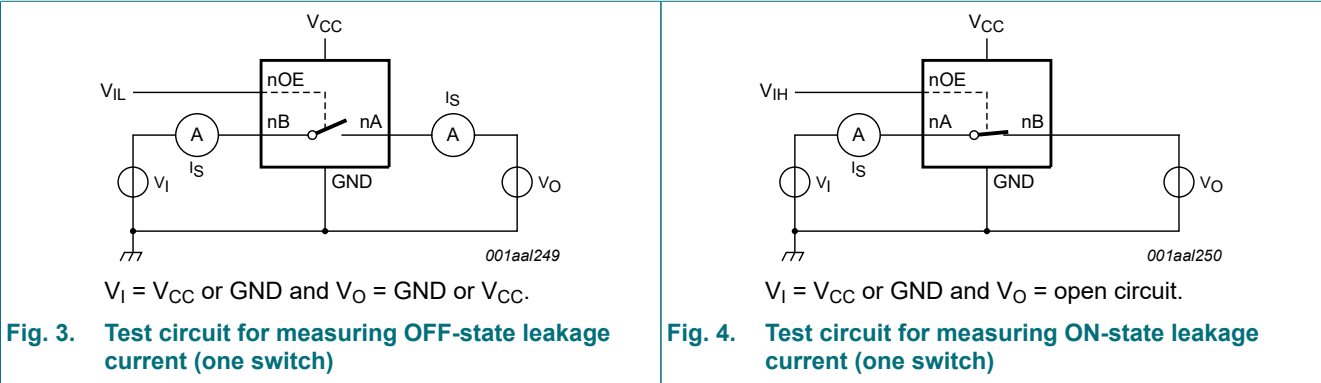 VCC
nOE
VIL
nB
nA
IS
A
A
IS
VI
GND
VO
001aal249
VI = VCC or GND and VO = GND or VCC.
Fig. 3. Test circuit for measuring OFF-state leakage
current (one switch)
VCC
nOE
VIH
nA
nB
A
IS
VI
GND
VO
001aal250
VI = VCC or GND and VO = open circuit.
Fig. 4. Test circuit for measuring ON-state leakage
current (one switch)